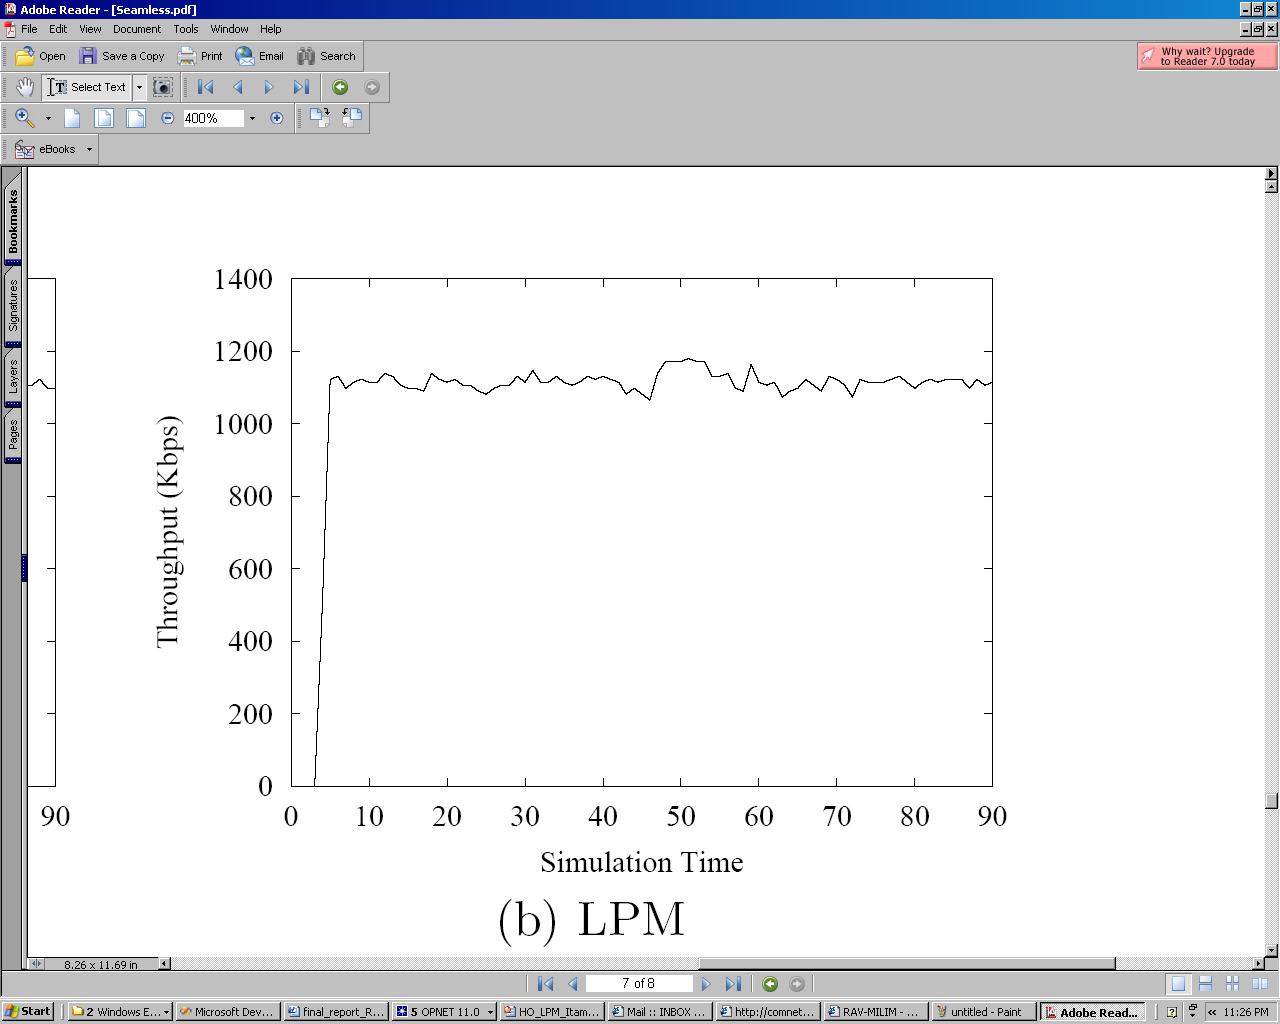 Adobe Reader - [Seamless.pdf]
File Edit View Document Tools Window Help
Open Save a Copy Print Email Search
Why wait? Upgrade
to Reader 7.0 today
Select Text
400%
eBooks
Bookmarks
Signatures
Layers
Pages
1400
1200
1000
800
600
400
200
0
Throughput (Kbps)
90
0 10 20 30 40 50 60 70 80 90
Simulation Time
(b) LPM
8.26 x 11.69 in
7 of 8
Start
2 Windows E...
Microsoft Dev...
final_report_R...
5 OPNET 11.0
HO_LPM_Itam...
Mail :: INBOX ...
http://comnet...
RAV-MILIM - ...
untitled - Paint
Adobe Read...
11:26 PM